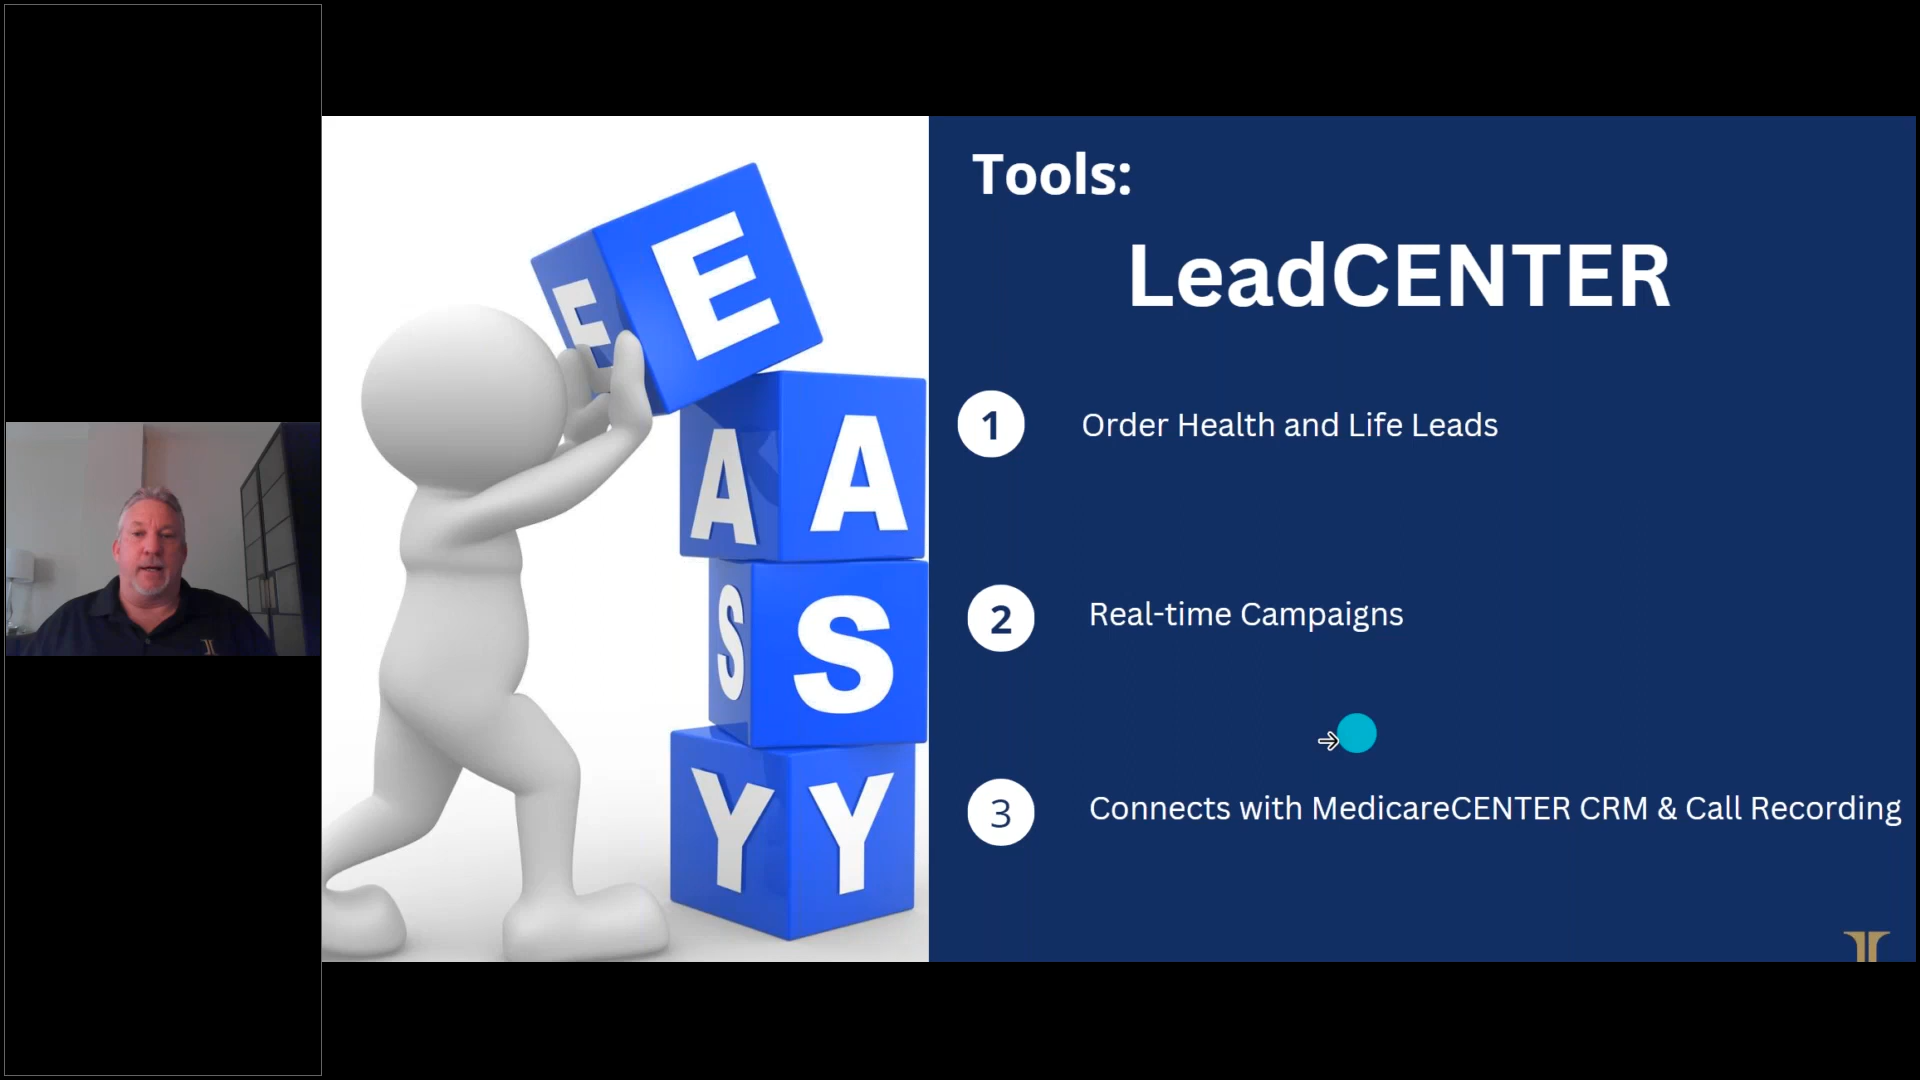 Tools:
LeadCENTER
E E
A A
S S
Y Y
1 Order Health and Life Leads
2 Real-time Campaigns
3 Connects with MedicareCENTER CRM & Call Recording